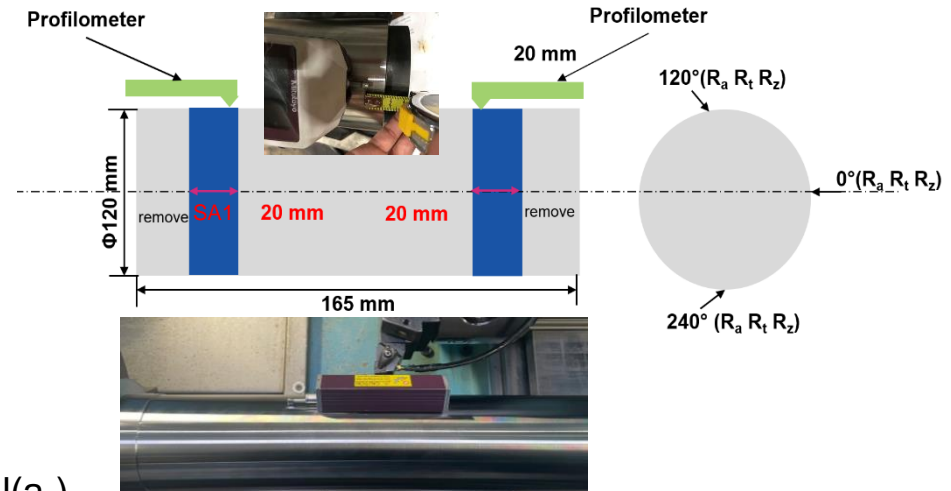 Profilometer
Profilometer
20 mm
120°(Ra Rt Rz)
Φ120 mm
0°(Ra Rt Rz)
remove
SA1
20 mm
20 mm
remove
165 mm
240° (Ra Rt Rz)